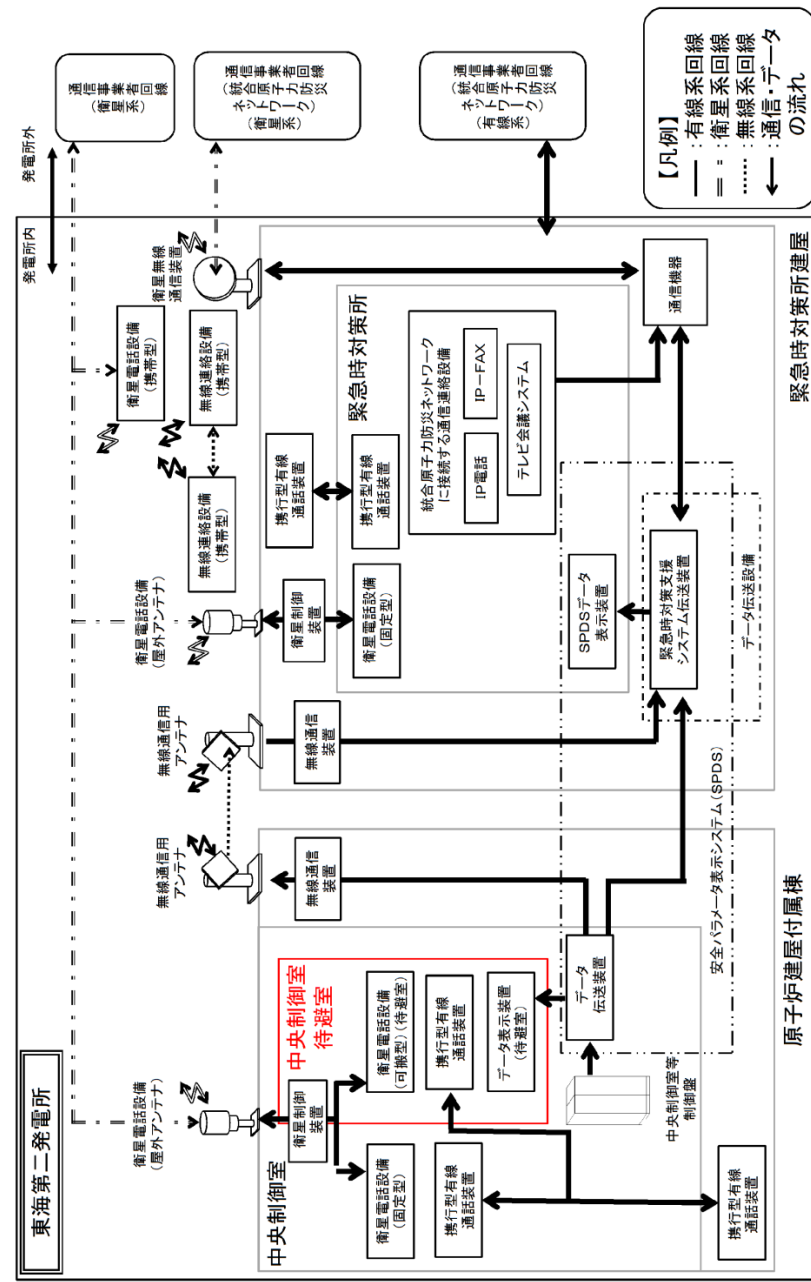 東海第二発電所
発電所内
発電所外
通信事業者回線
(衛星系)
通信事業者回線
(統合原子力防災
ネットワーク)
(衛星系)
通信事業者回線
(統合原子力防災
ネットワーク)
(有線系)
【凡例】
:有線系回線
:衛星系回線
:無線系回線
:通信・データ
の流れ
衛星電話設備
(屋外アンテナ)
無線通信用
アンテナ
無線通信用
アンテナ
衛星電話設備
(屋外アンテナ)
無線連絡設備
(携帯型)
無線連絡設備
(携帯型)
衛星電話設備
(携帯型)
衛星無線
通信装置
中央制御室
中央制御室
待避室
衛星制御
装置
衛星電話設備
(固定型)
衛星電話設備
(可搬型)(待避室)
携行型有線
通話装置
携行型有線
通話装置
データ表示装置
(待避室)
中央制御室等
制御盤
データ
伝送装置
携行型有線
通話装置
無線通信
装置
原子炉建屋付属棟
安全パラメータ表示システム(SPDS)
無線通信
装置
衛星制御
装置
衛星電話設備
(固定型)
携行型有線
通話装置
携行型有線
通話装置
緊急時対策所
統合原子力防災ネットワーク
に接続する通信連絡設備
IP電話
IP-FAX
テレビ会議システム
SPDSデータ
表示装置
緊急時対策支援
システム伝送装置
データ伝送設備
通信機器
緊急時対策所建屋